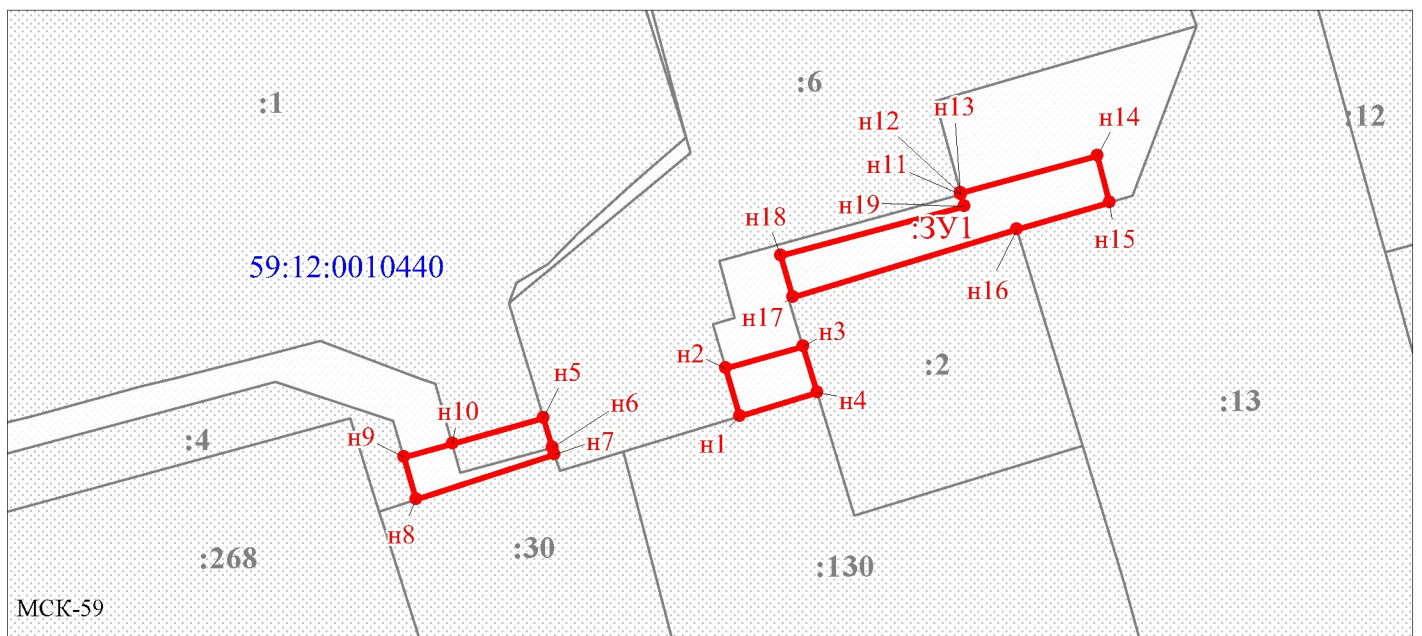 :1
:6
:12
н13
н12
н14
н11
н19
н18
:ЗУ1
н15
59:12:0010440
н16
н17
н3
н2
:2
н5
н4
:13
н6
н10
н1
н9
:4
н7
н8
:30
:268
:130
МСК-59